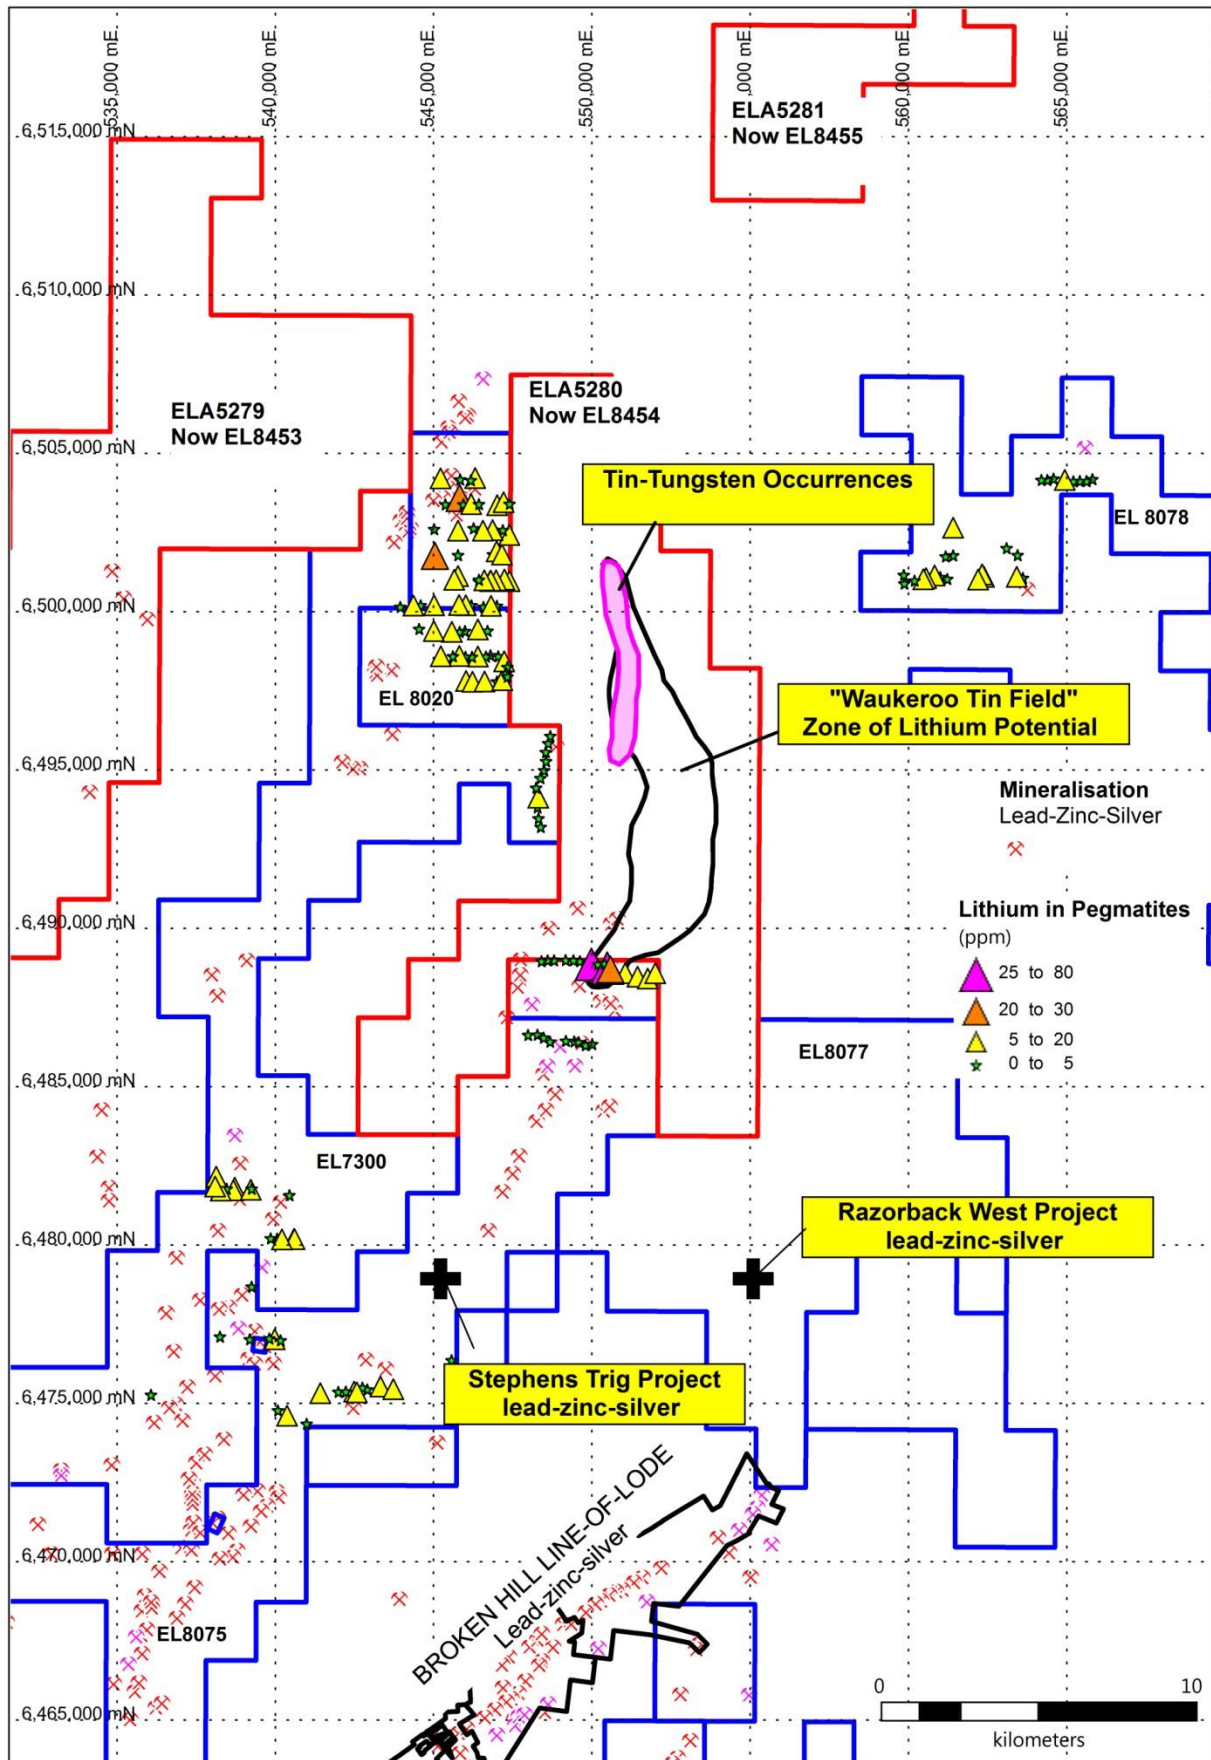 535,000 mE.
540,000 mE.
545,000 mE.
550,000 mE.
,000 mE.
560,000 mE.
565,000 mE.
6,515,000 mN
ELA5281
Now EL8455
6,510,000 mN
ELA5279
Now EL8453
ELA5280
Now EL8454
6,505,000 mN
Tin-Tungsten Occurrences
EL 8078
6,500,000 mN
EL 8020
"Waukeroo Tin Field"
Zone of Lithium Potential
6,495,000 mN
Mineralisation
Lead-Zinc-Silver
6,490,000 mN
Lithium in Pegmatites
(ppm)
25 to 80
20 to 30
5 to 20
0 to 5
EL8077
6,485,000 mN
EL7300
6,480,000 mN
Razorback West Project
lead-zinc-silver
Stephens Trig Project
lead-zinc-silver
6,475,000 mN
BROKEN HILL LINE-OF-LODE
Lead-zinc-silver
6,470,000 mN
EL8075
6,465,000 mN
0 10
kilometers